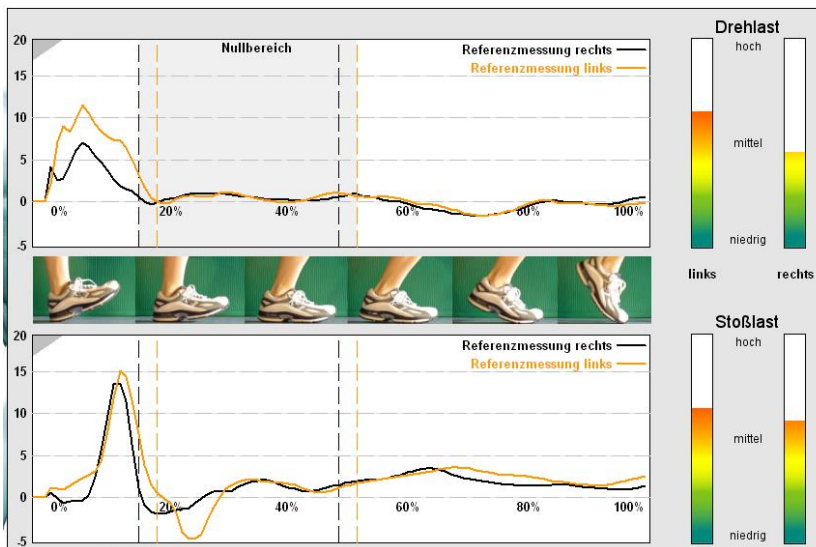 20
15
10
5
0
-5
Nullbereich
Referenzmessung rechts
Referenzmessung links
0%
20%
40%
60%
80%
100%
Drehlast
hoch
mittel
niedrig
links
rechts
20
15
10
5
0
-5
Referenzmessung rechts
Referenzmessung links
0%
20%
40%
60%
80%
100%
Stoßlast
hoch
mittel
niedrig